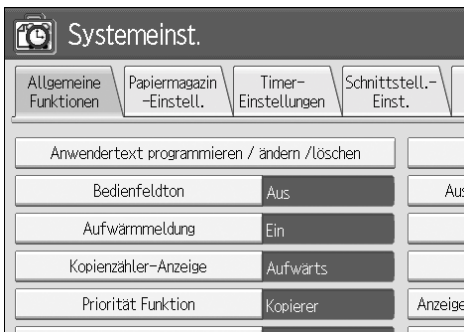 Systemeinst.
Allgemeine
Funktionen
Papiermagazin
-Einstell.
Timer-
Einstellungen
Schnittstell.-
Einst.
Anwendertext programmieren / ändern /löschen
Bedienfeldton
Aus
Aufwärmmeldung
Ein
Kopienzähler-Anzeige
Aufwärts
Priorität Funktion
Kopierer
Anzeige